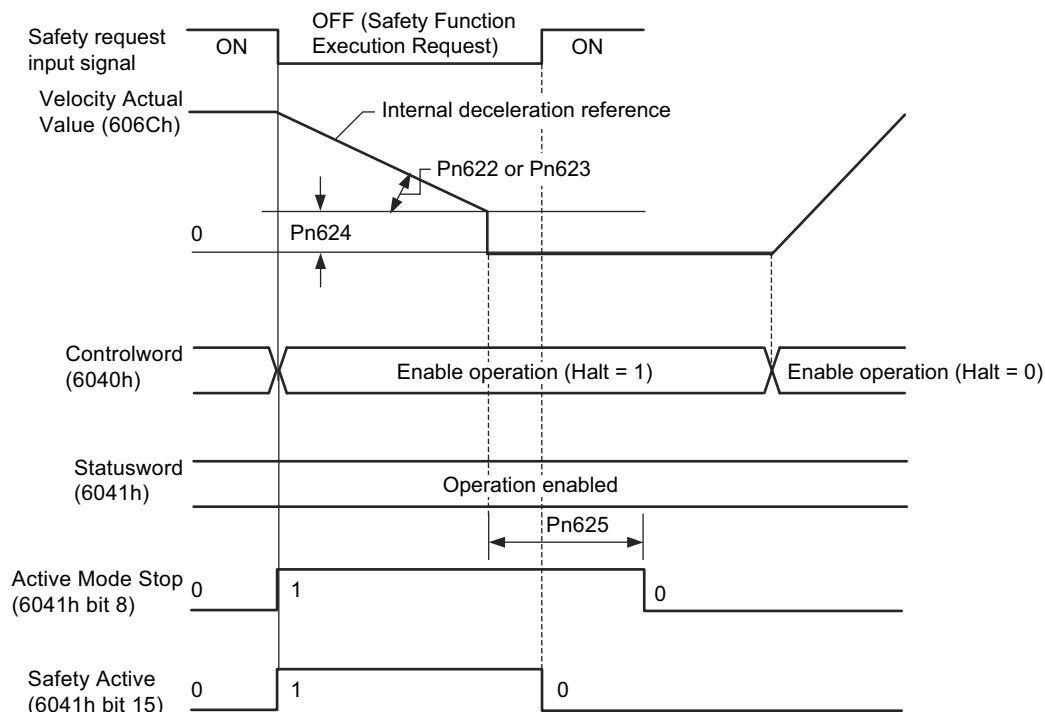 OFF (Safety Function
Execution Request)
Safety request
input signal
ON
ON
Velocity Actual
Value (606Ch)
Internal deceleration reference
Pn622 or Pn623
0
Pn624
Controlword
(6040h)
Enable operation (Halt = 1)
Enable operation (Halt = 0)
Statusword
(6041h)
Operation enabled
Pn625
Active Mode Stop
(6041h bit 8)
0
1
0
Safety Active
(6041h bit 15)
0
1
0